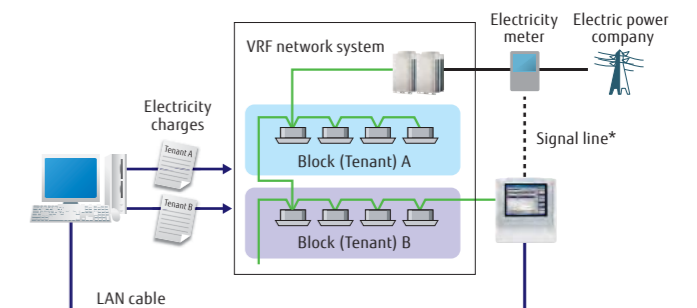 Electricity
meter
Electric power
company
VRF network system
Electricity
charges
Tenant A
Block (Tenant) A
Signal line*
Tenant B
Block (Tenant) B
LAN cable